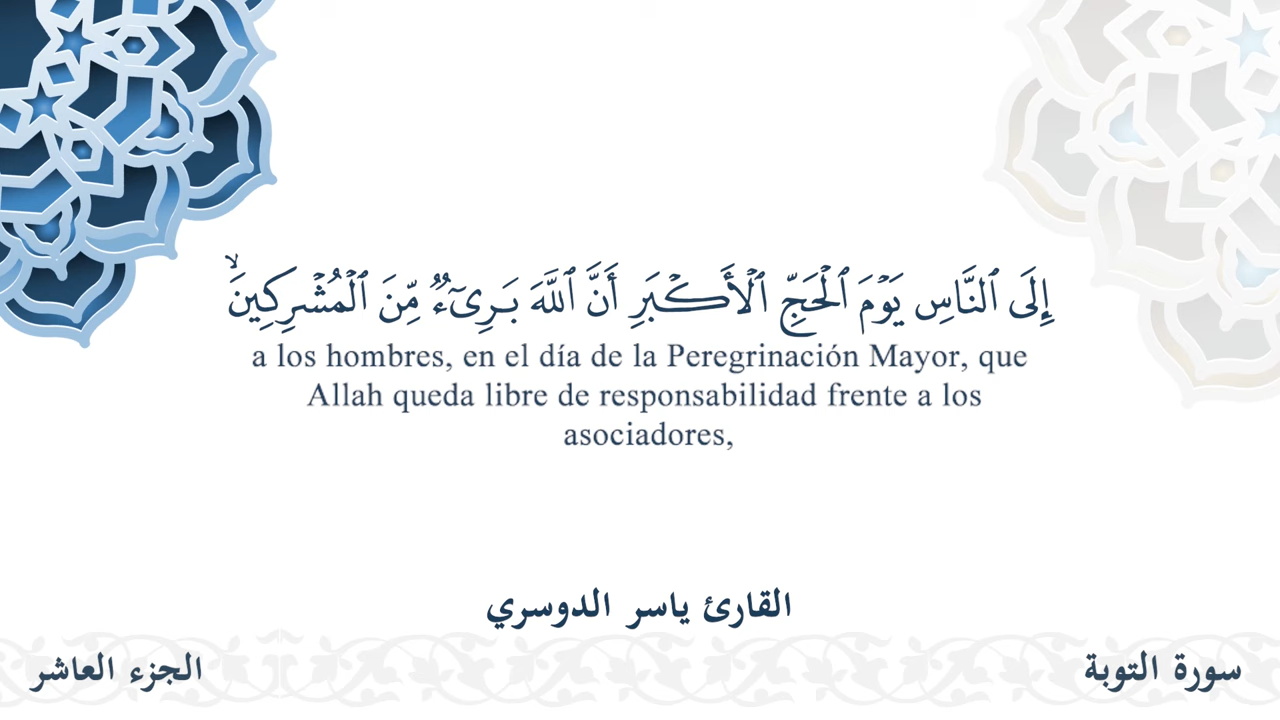 إِلَى ٱلنَّاسِ يَوۡمَ ٱلۡحَجِّ ٱلۡأَكۡبَرِ أَنَّ ٱللَّهَ بَرِيٓءٞ مِّنَ ٱلۡمُشۡرِكِينَ ۙ
a los hombres, en el día de la Peregrinación Mayor, que
Allah queda libre de responsabilidad frente a los
asociadores,
القارئ ياسر الدوسري
سورة التوبة
الجزء العاشر